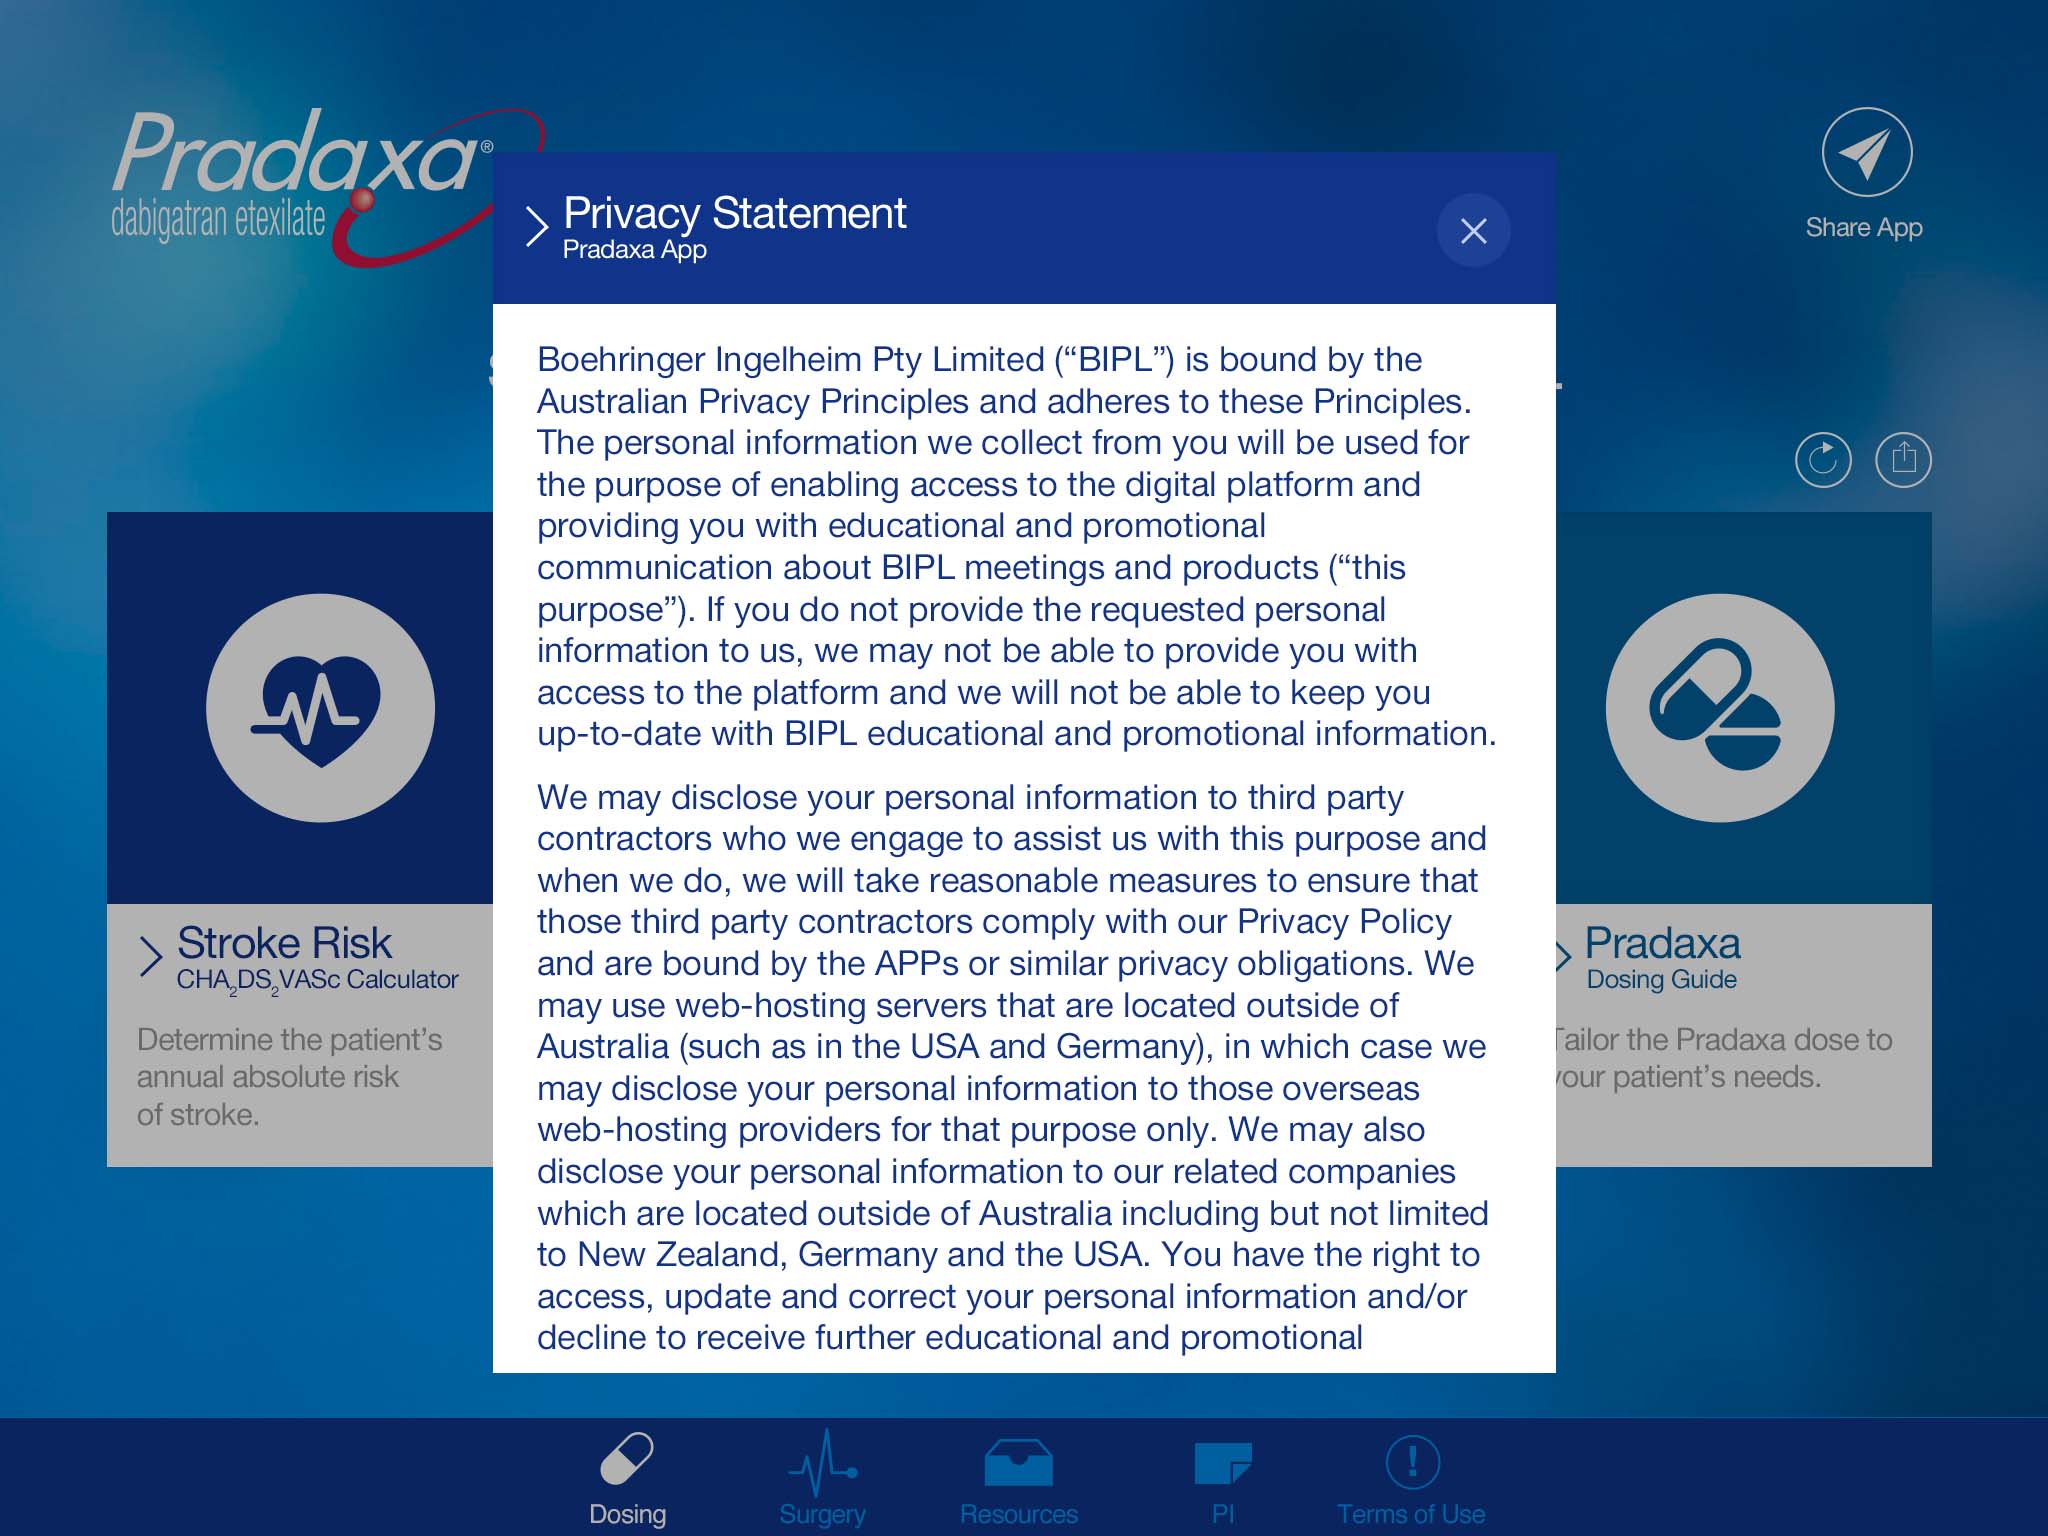 Pradaxa®
dabigatran etexilate
Share App
Privacy Statement
Pradaxa App
Boehringer Ingelheim Pty Limited (“BIPL”) is bound by the
Australian Privacy Principles and adheres to these Principles.
The personal information we collect from you will be used for
the purpose of enabling access to the digital platform and
providing you with educational and promotional
communication about BIPL meetings and products (“this
purpose”). If you do not provide the requested personal
information to us, we may not be able to provide you with
access to the platform and we will not be able to keep you
up-to-date with BIPL educational and promotional information.
We may disclose your personal information to third party
contractors who we engage to assist us with this purpose and
when we do, we will take reasonable measures to ensure that
those third party contractors comply with our Privacy Policy
and are bound by the APPs or similar privacy obligations. We
may use web-hosting servers that are located outside of
Australia (such as in the USA and Germany), in which case we
may disclose your personal information to those overseas
web-hosting providers for that purpose only. We may also
disclose your personal information to our related companies
which are located outside of Australia including but not limited
to New Zealand, Germany and the USA. You have the right to
access, update and correct your personal information and/or
decline to receive further educational and promotional
Stroke Risk
CHA₂DS₂VASc Calculator
Determine the patient’s
annual absolute risk
of stroke.
Pradaxa
Dosing Guide
Tailor the Pradaxa dose to
your patient’s needs.
Dosing
Surgery
Resources
PI
Terms of Use